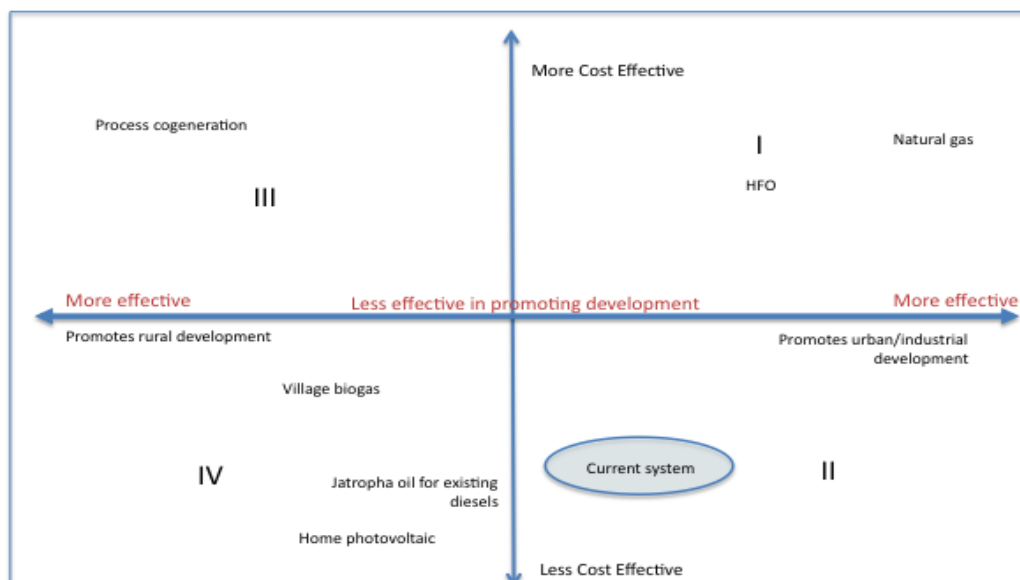 More Cost Effective
Process cogeneration
I
Natural gas
HFO
III
More effective
Less effective in promoting development
More effective
Promotes rural development
Promotes urban/industrial
development
Village biogas
IV
Jatropha oil for existing
diesels
Current system
II
Home photovoltaic
Less Cost Effective